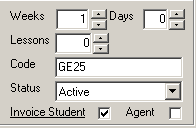 Weeks 1 Days 0
Lessons 0
Code GE25
Status Active
Invoice Student Agent